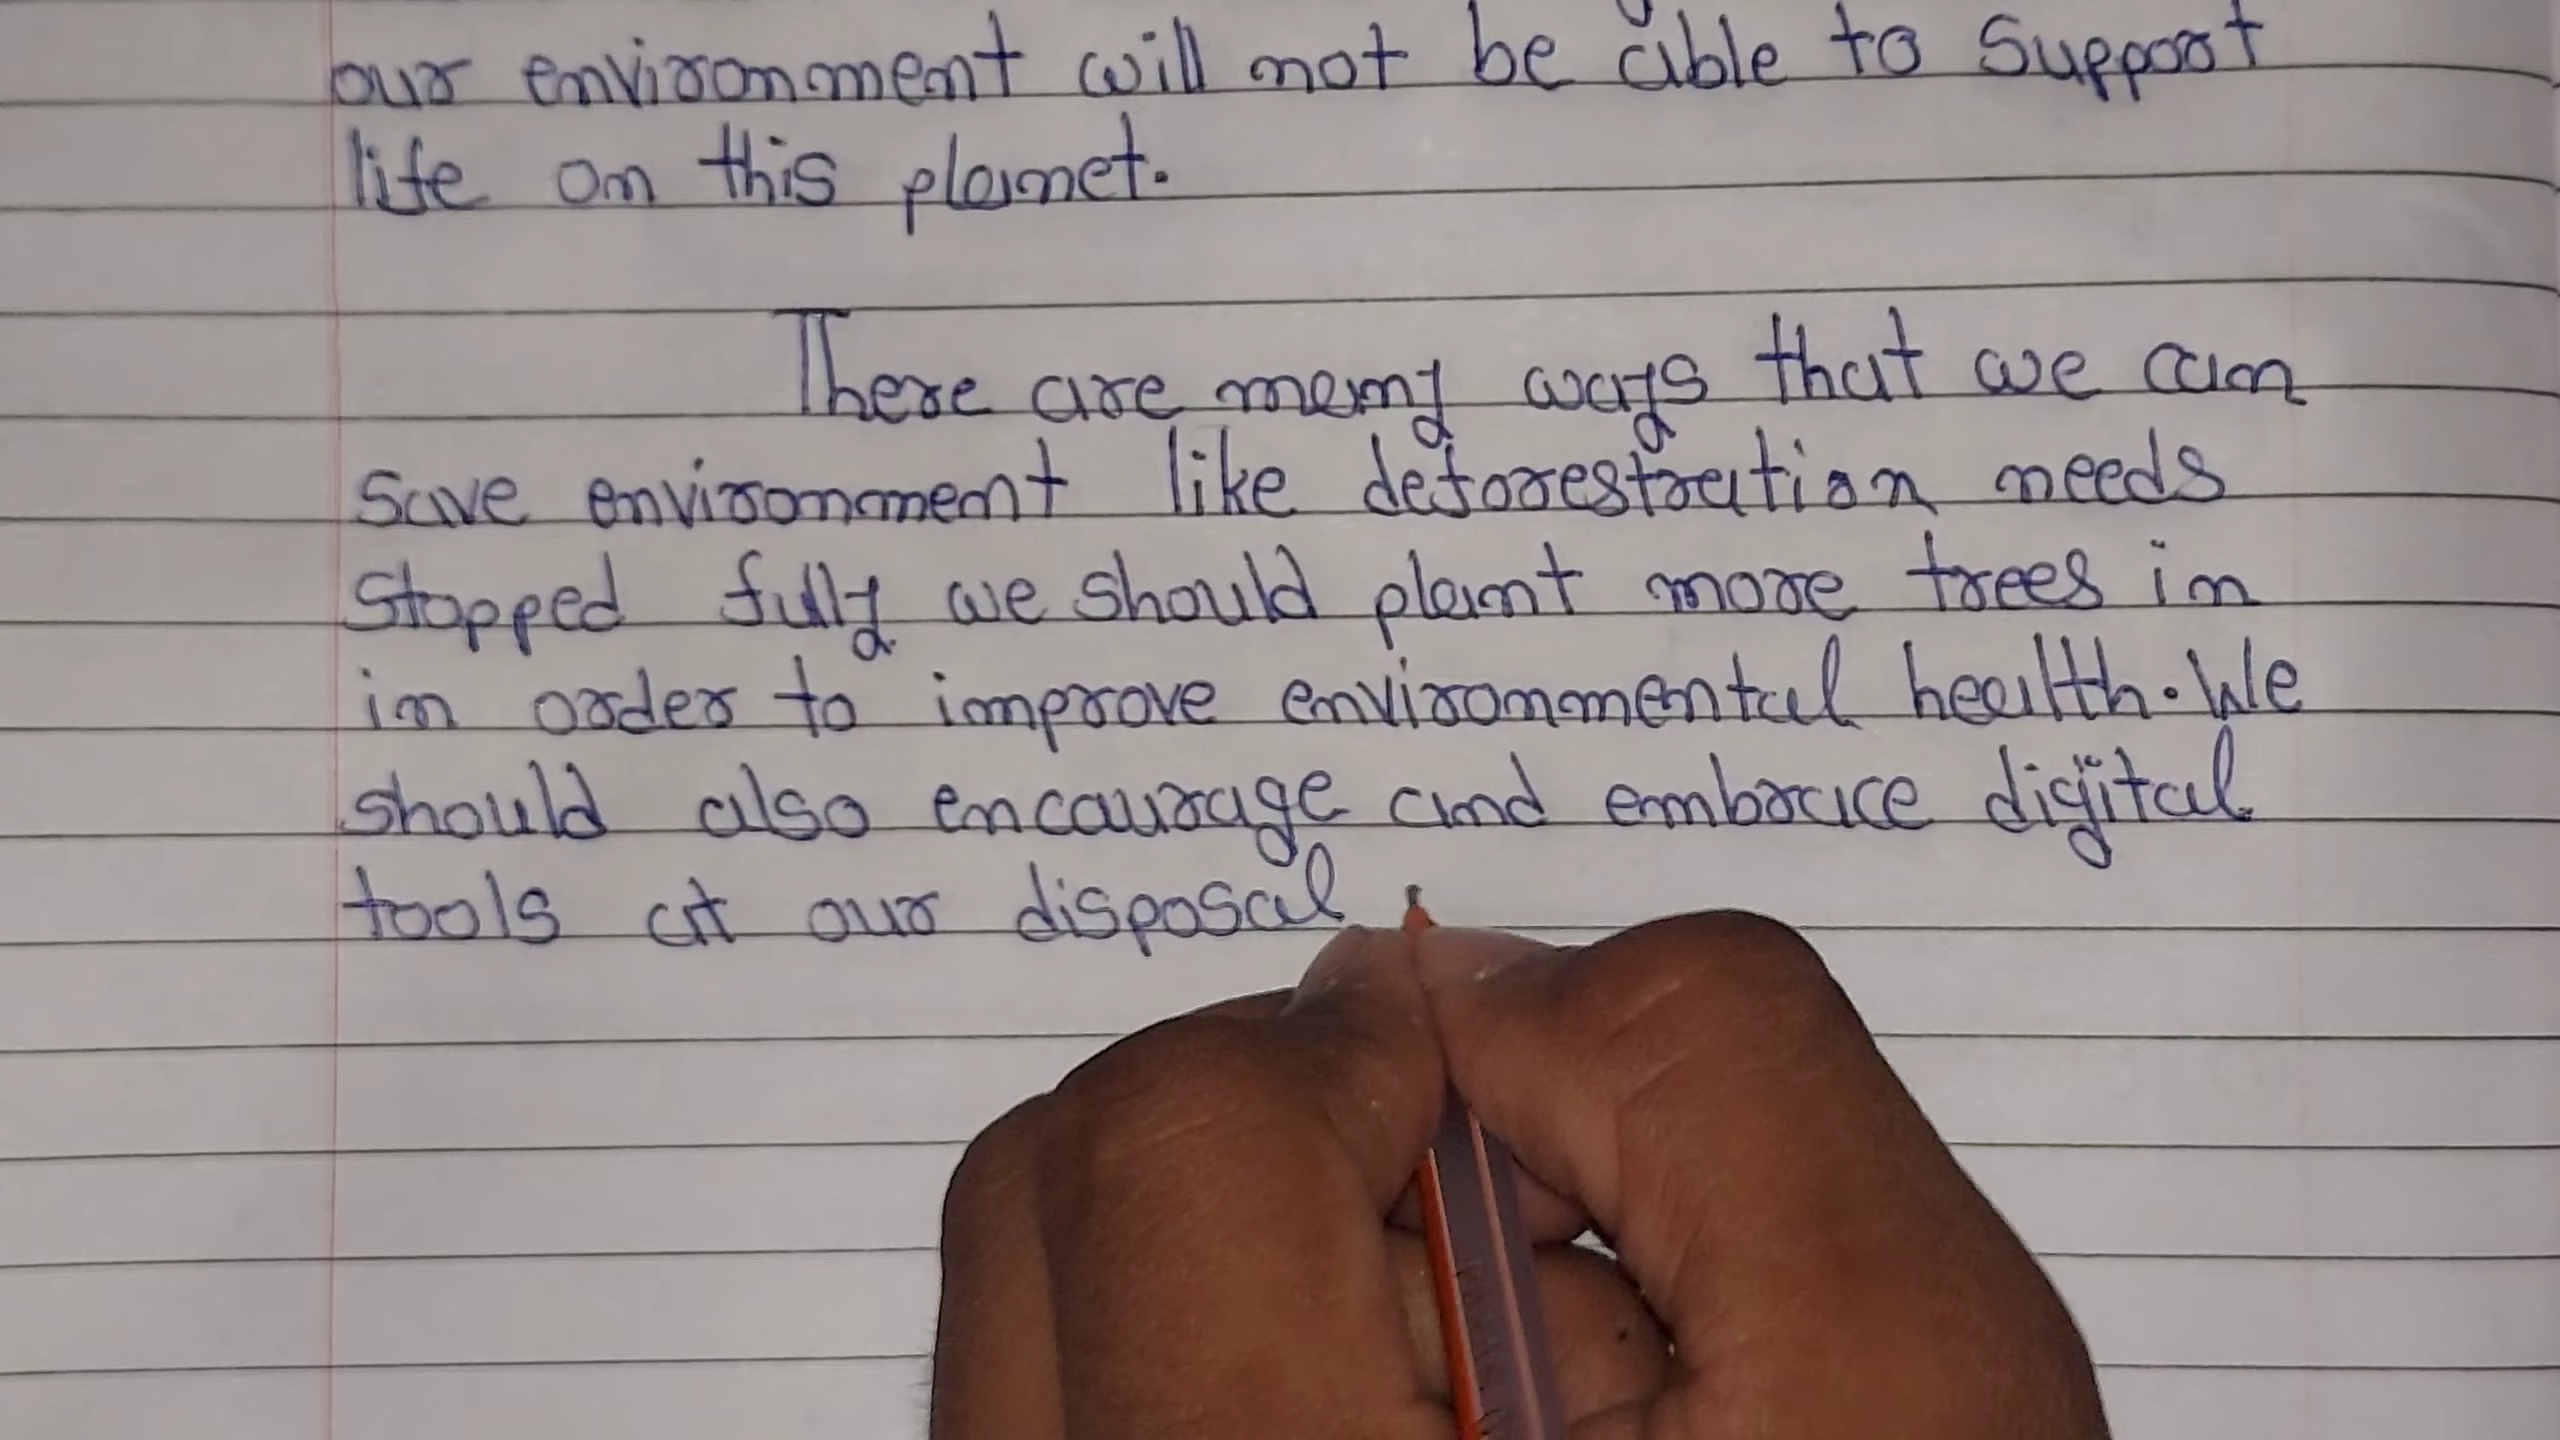 our environment will not be able to support
life on this planet.
There are many ways that we can
save environment like deforestration needs
stopped fully we should plant more trees in
in order to improve environmental health. We
should also encourage and embrace digital
tools at our disposal